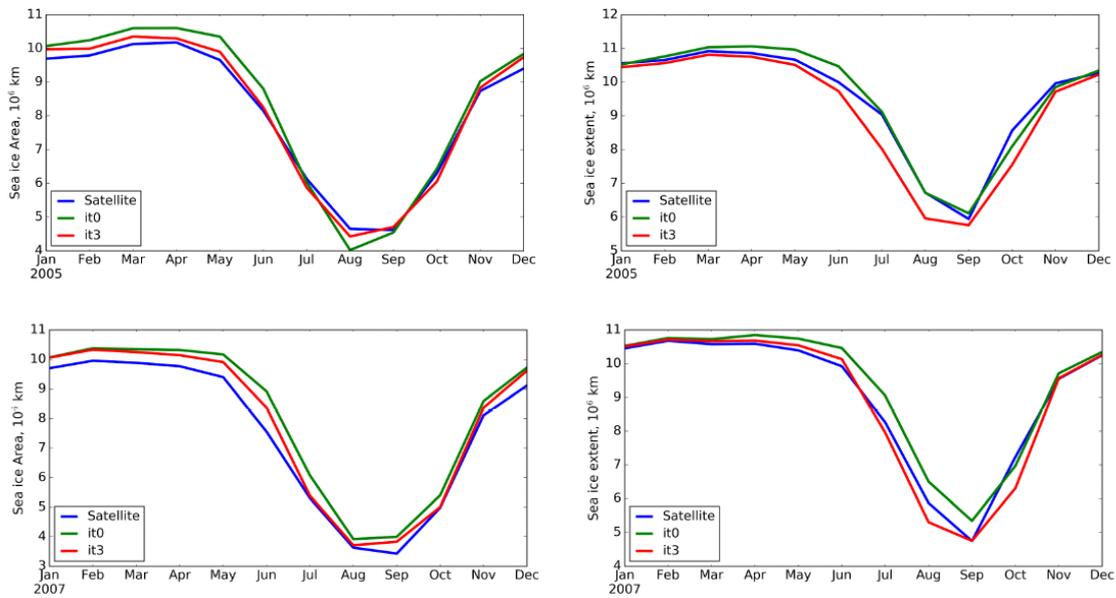 11
10
9
8
7
6
5
4
Sea ice Area, 10⁶ km
Satellite
it0
it3
Jan Feb Mar Apr May Jun Jul Aug Sep Oct Nov Dec
2005
12
11
10
9
8
7
6
5
Sea ice extent, 10⁶ km
Satellite
it0
it3
Jan Feb Mar Apr May Jun Jul Aug Sep Oct Nov Dec
2005
11
10
9
8
7
6
5
4
3
Sea ice Area, 10 km
Satellite
it0
it3
Jan Feb Mar Apr May Jun Jul Aug Sep Oct Nov Dec
2007
11
10
9
8
7
6
5
4
Sea ice extent, 10⁶ km
Satellite
it0
it3
Jan Feb Mar Apr May Jun Jul Aug Sep Oct Nov Dec
2007